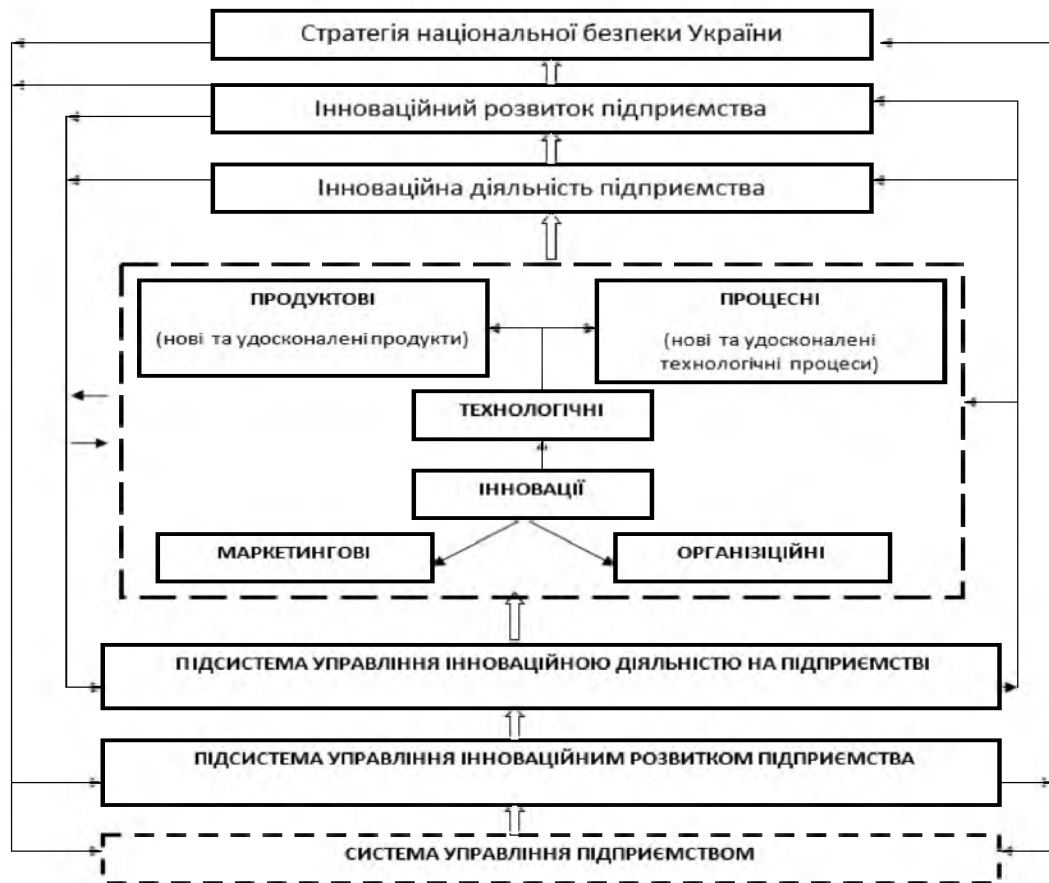 Стратегія національної безпеки України
Інноваційний розвиток підприємства
Інноваційна діяльність підприємства
ПРОДУКТОВІ
(нові та удосконалені продукти)
ПРОЦЕСНІ
(нові та удосконалені
технологічні процеси)
ТЕХНОЛОГІЧНІ
ІННОВАЦІЇ
МАРКЕТИНГОВІ
ОРГАНІЗІЦІЙНІ
ПІДСИСТЕМА УПРАВЛІННЯ ІННОВАЦІЙНОЮ ДІЯЛЬНІСТЮ НА ПІДПРИЄМСТВІ
ПІДСИСТЕМА УПРАВЛІННЯ ІННОВАЦІЙНИМ РОЗВИТКОМ ПІДПРИЄМСТВА
СИСТЕМА УПРАВЛІННЯ ПІДПРИЄМСТВОМ